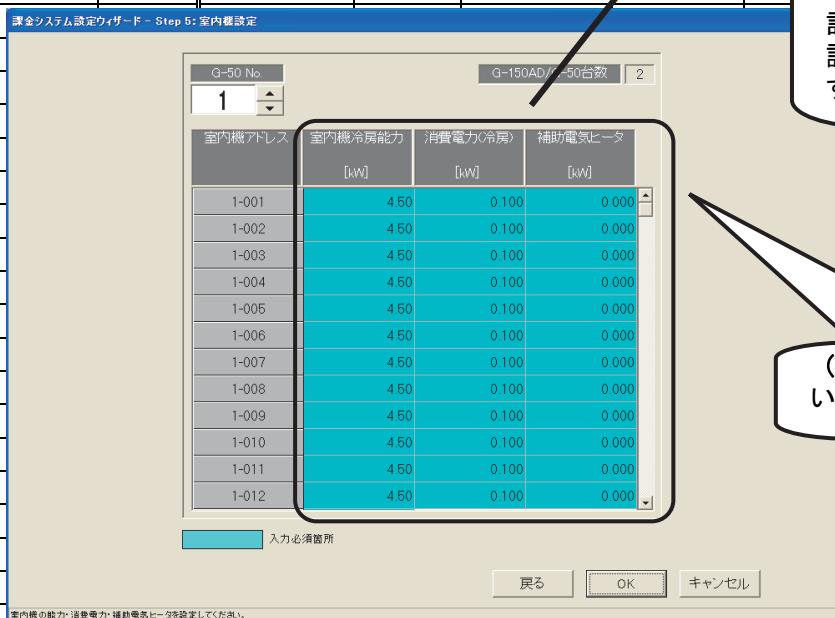 課金システム設定ウィザード - Step 5: 室内機設定
G-50 No.
1
G-150AD/G-50台数 2
室内機アドレス 室内機冷房能力 消費電力(冷房) 補助電気ヒータ
[kW] [kW] [kW]
1-001 4.50 0.100 0.000
1-002 4.50 0.100 0.000
1-003 4.50 0.100 0.000
1-004 4.50 0.100 0.000
1-005 4.50 0.100 0.000
1-006 4.50 0.100 0.000
1-007 4.50 0.100 0.000
1-008 4.50 0.100 0.000
1-009 4.50 0.100 0.000
1-010 4.50 0.100 0.000
1-011 4.50 0.100 0.000
1-012 4.50 0.100 0.000
入力必須箇所
戻る OK キャンセル
室内機の能力・消費電力・補助電気ヒータを設定してください。
す
(
い